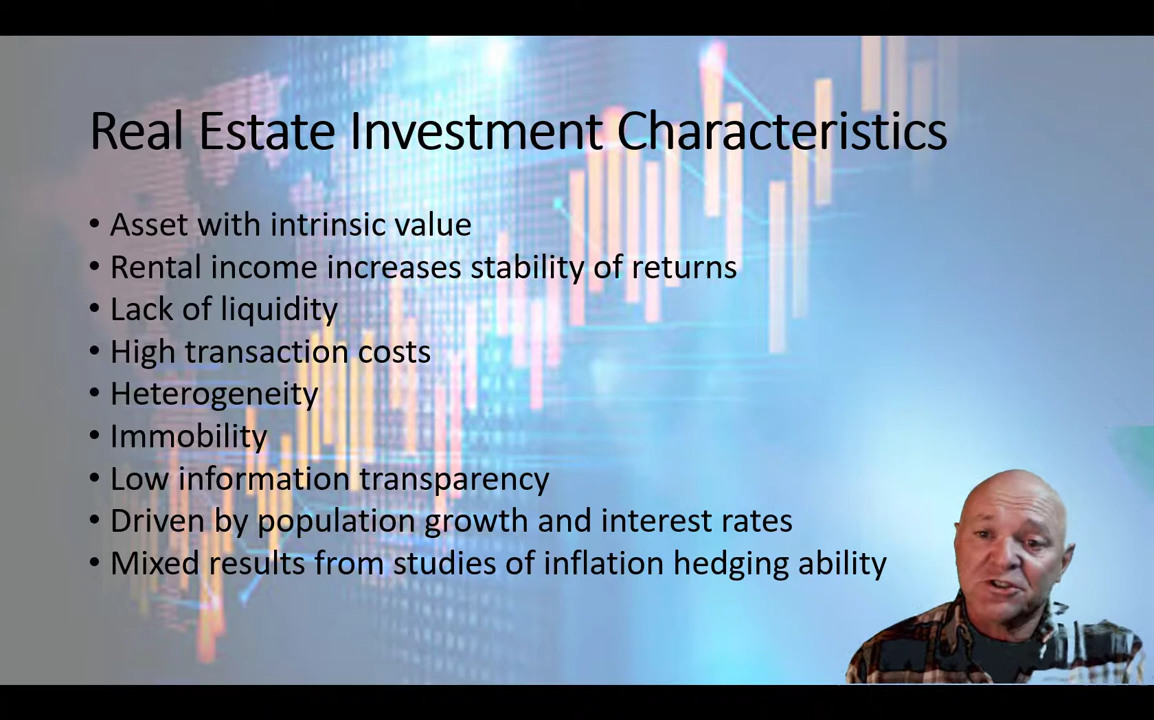 Real Estate Investment Characteristics
• Asset with intrinsic value
• Rental income increases stability of returns
• Lack of liquidity
• High transaction costs
• Heterogeneity
• Immobility
• Low information transparency
• Driven by population growth and interest rates
• Mixed results from studies of inflation hedging ability